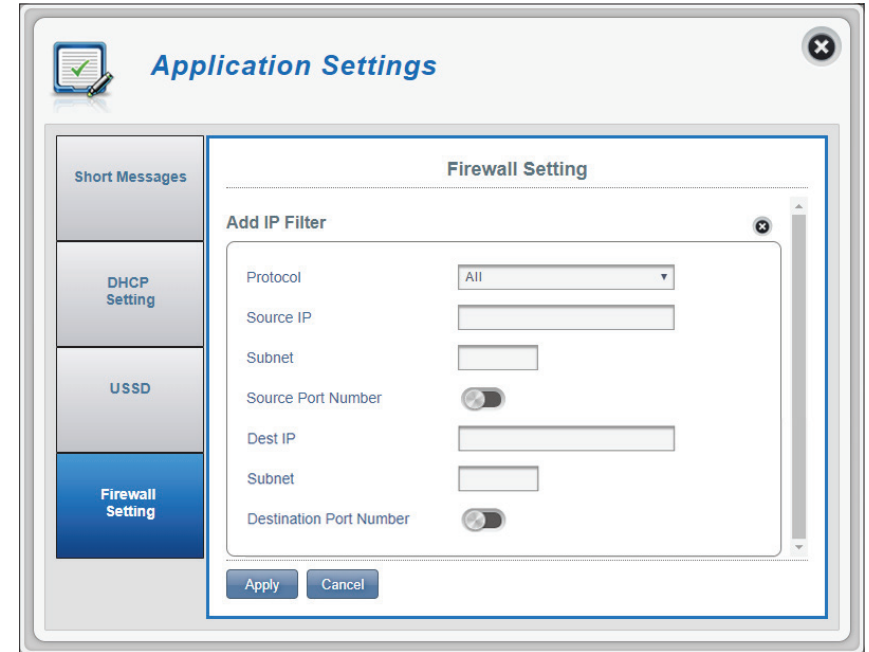 Application Settings
Short Messages
DHCP
Setting
USSD
Firewall
Setting
Firewall Setting
Add IP Filter
Protocol All
Source IP
Subnet
Source Port Number
Dest IP
Subnet
Destination Port Number
Apply Cancel